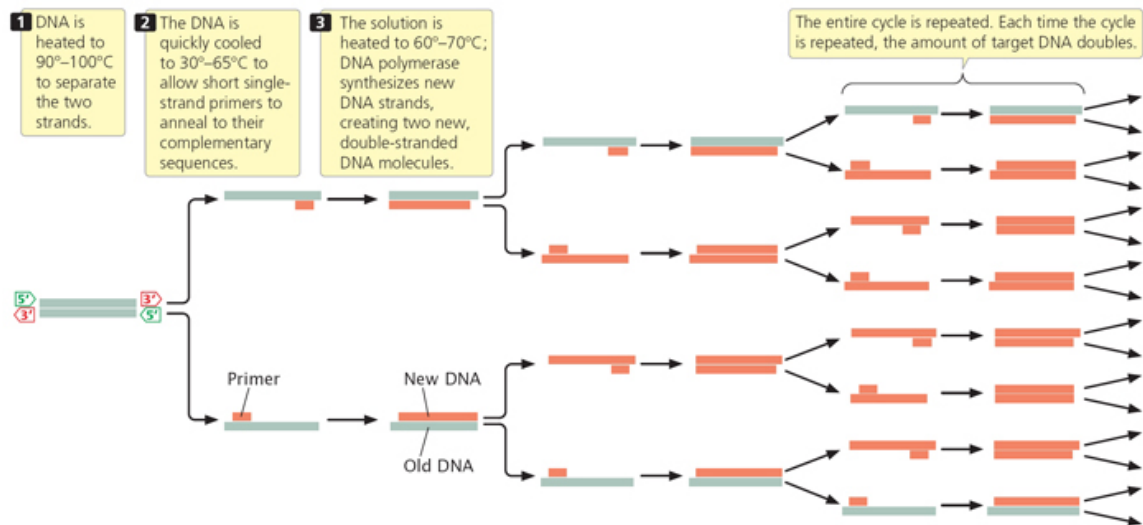 1 DNA is
heated to
90°–100°C
to separate
the two
strands.
2 The DNA is
quickly cooled
to 30°–65°C to
allow short single-
strand primers to
anneal to their
complementary
sequences.
3 The solution is
heated to 60°–70°C;
DNA polymerase
synthesizes new
DNA strands,
creating two new,
double-stranded
DNA molecules.
The entire cycle is repeated. Each time the cycle
is repeated, the amount of target DNA doubles.
5′ 3′
3′ 5′
Primer
New DNA
Old DNA